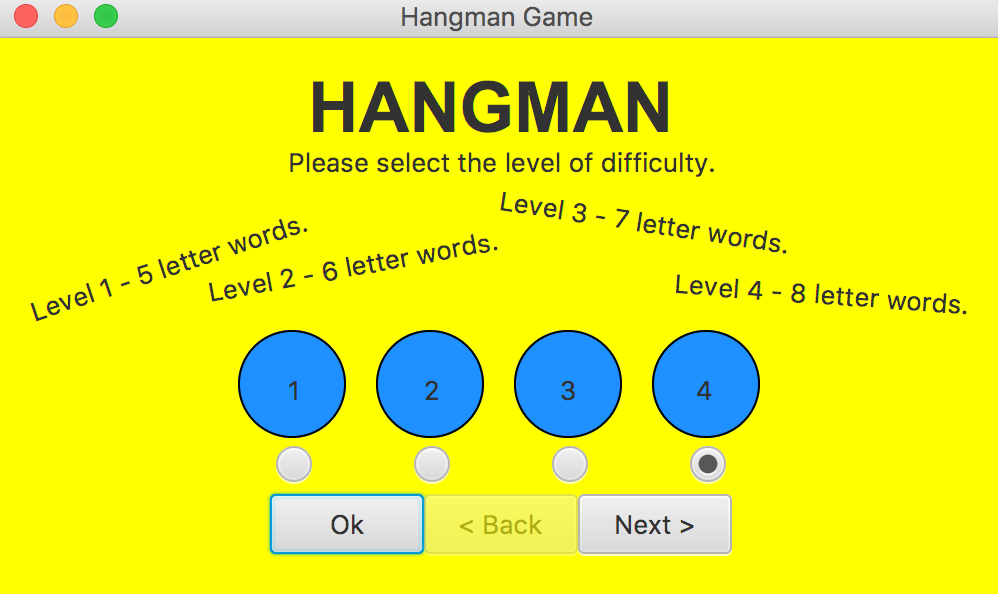 Hangman Game
HANGMAN
Please select the level of difficulty.
Level 1 - 5 letter words.
Level 2 - 6 letter words.
Level 3 - 7 letter words.
Level 4 - 8 letter words.
1
2
3
4
Ok
< Back
Next >